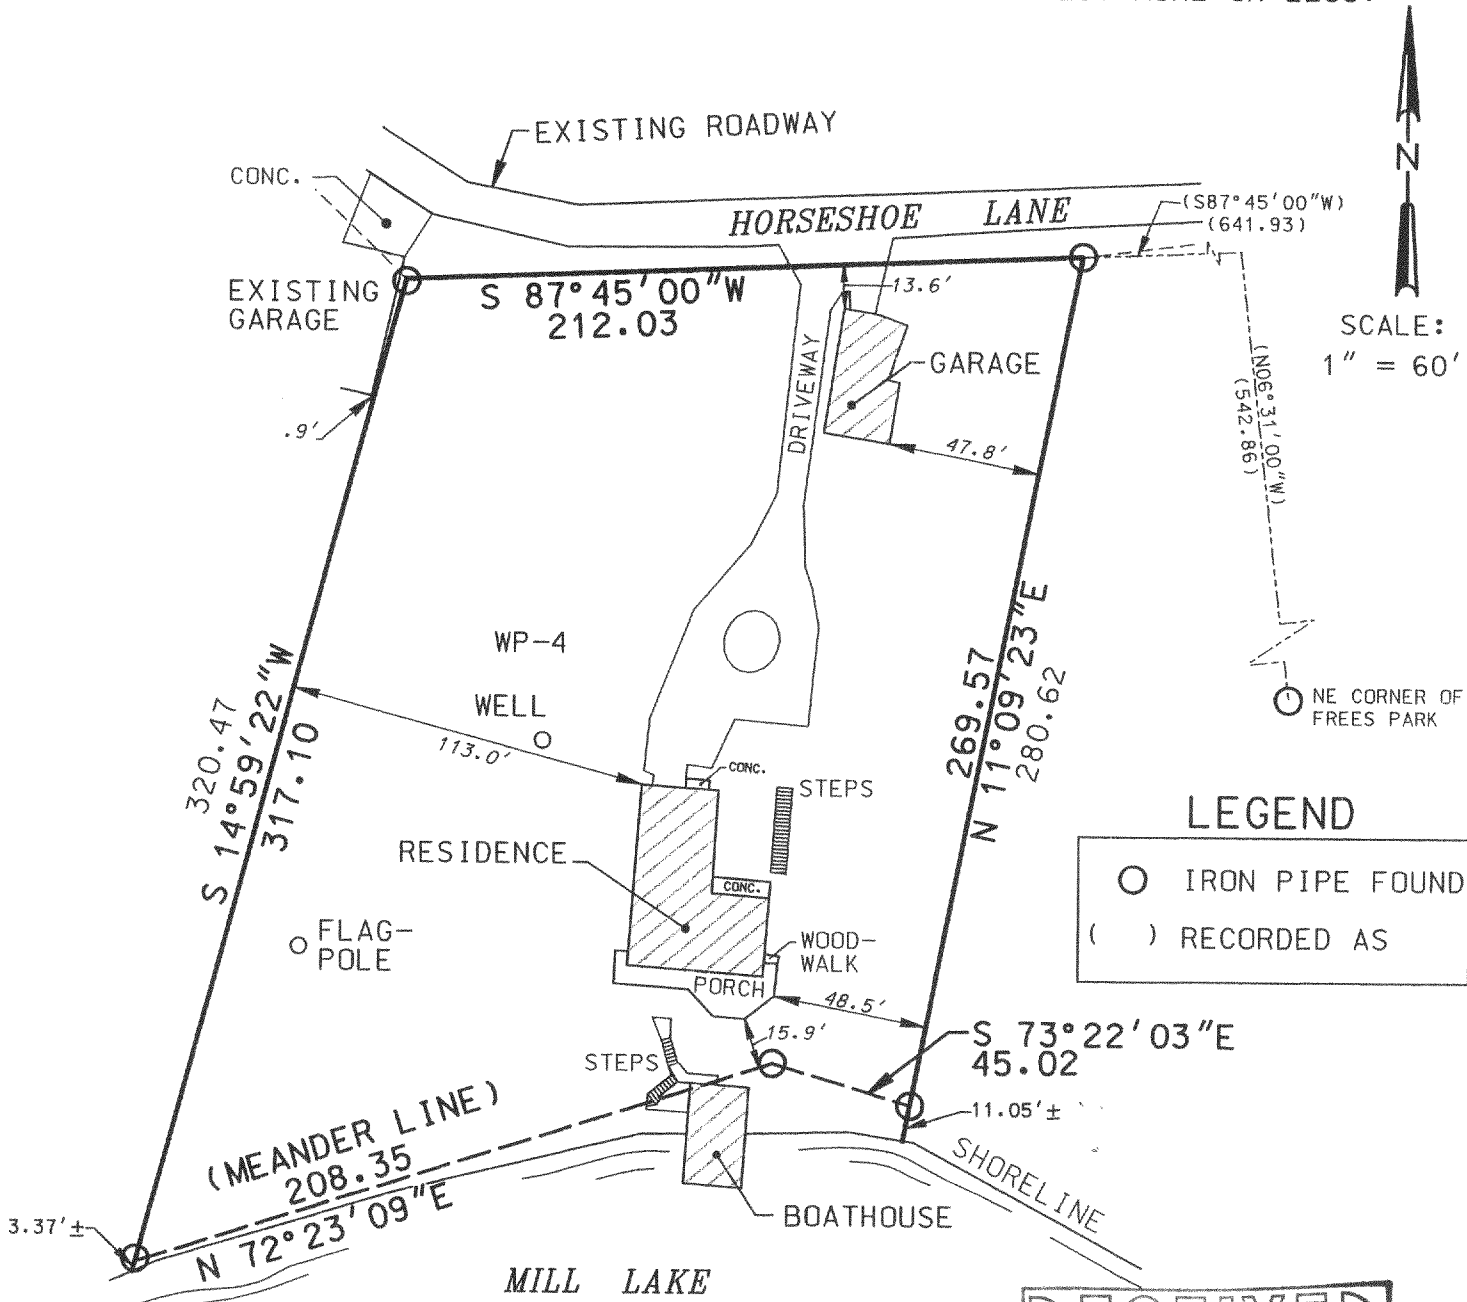 EXISTING ROADWAY
CONC.
HORSESHOE LANE
(S87°45'00"W)
(641.93)
N
EXISTING
GARAGE
S 87°45'00"W
212.03
13.6'
SCALE:
1" = 60'
DRIVEWAY
GARAGE
(N06°31'00"W)
(542.86)
.9'
47.8'
WP-4
WELL
113.0'
320.47
S 14°59'22"W
317.10
269.57
N 11°09'23"E
280.62
NE CORNER OF
FREES PARK
CONC.
STEPS
LEGEND
IRON PIPE FOUND
( ) RECORDED AS
RESIDENCE
CONC.
FLAG-
POLE
WOOD-
WALK
PORCH
48.5'
15.9'
S 73°22'03"E
45.02
STEPS
11.05'±
(MEANDER LINE)
208.35
N 72°23'09"E
SHORELINE
3.37'±
BOATHOUSE
MILL LAKE